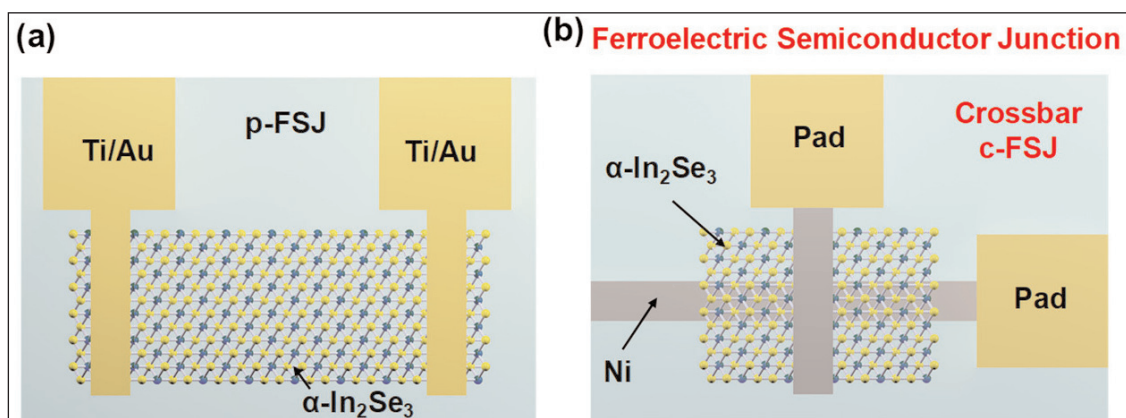 (a)
p-FSJ
Ti/Au
Ti/Au
α-In₂Se₃
(b) Ferroelectric Semiconductor Junction
Pad
Crossbar
c-FSJ
α-In₂Se₃
Pad
Ni